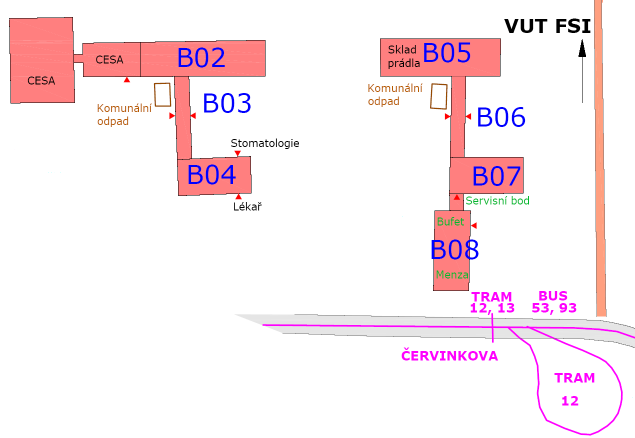 VUT FSI
CESA
CESA
B02
Sklad
prádla
B05
Komunální
odpad
B03
Komunální
odpad
B06
Stomatologie
B04
Lékař
B07
Servisní bod
Bufet
B08
Menza
TRAM
12, 13
BUS
53, 93
ČERVINKOVA
TRAM
12